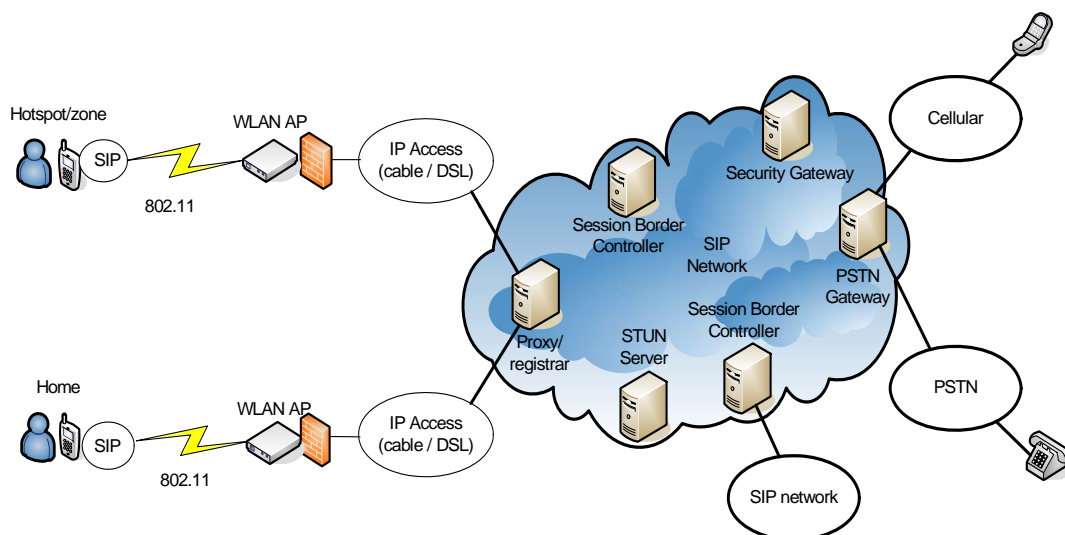 Hotspot/zone
SIP
802.11
WLAN AP
IP Access
(cable / DSL)
Home
SIP
802.11
WLAN AP
IP Access
(cable / DSL)
Proxy/
registrar
Session Border
Controller
Security Gateway
SIP
Network
STUN
Server
Session Border
Controller
PSTN
Gateway
Cellular
PSTN
SIP network